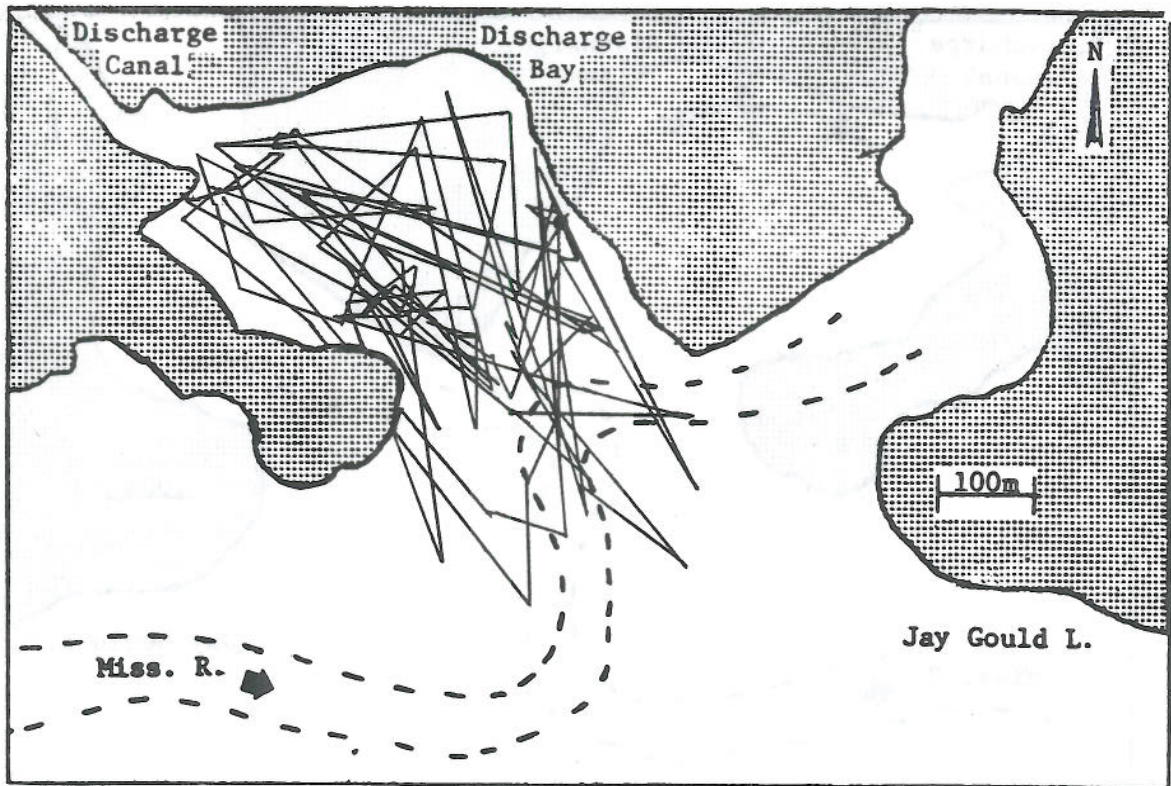 Discharge
Canal
Discharge
Bay
N
100m
Jay Gould L.
Miss. R.